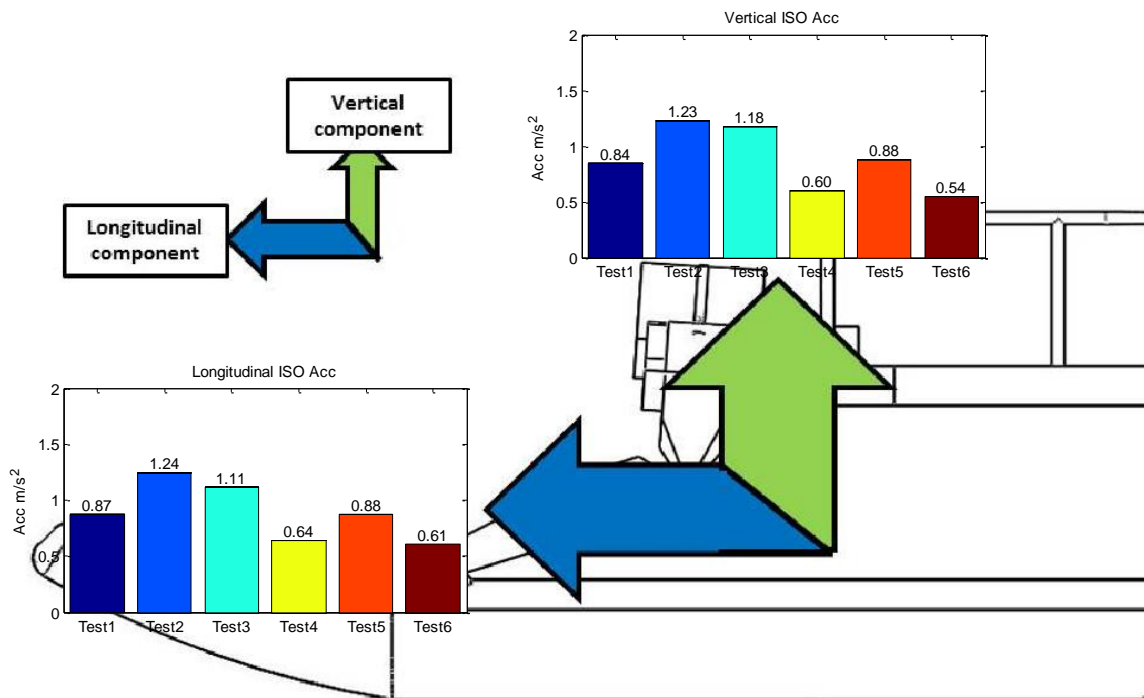 Vertical ISO Acc
2
1.5
1
0.5
0
Acc m/s²
0.84
1.23
1.18
0.60
0.88
0.54
Test1 Test2 Test3 Test4 Test5 Test6
Vertical
component
Longitudinal
component
Longitudinal ISO Acc
2
1.5
1
0.5
0
Acc m/s²
0.87
1.24
1.11
0.64
0.88
0.61
Test1 Test2 Test3 Test4 Test5 Test6